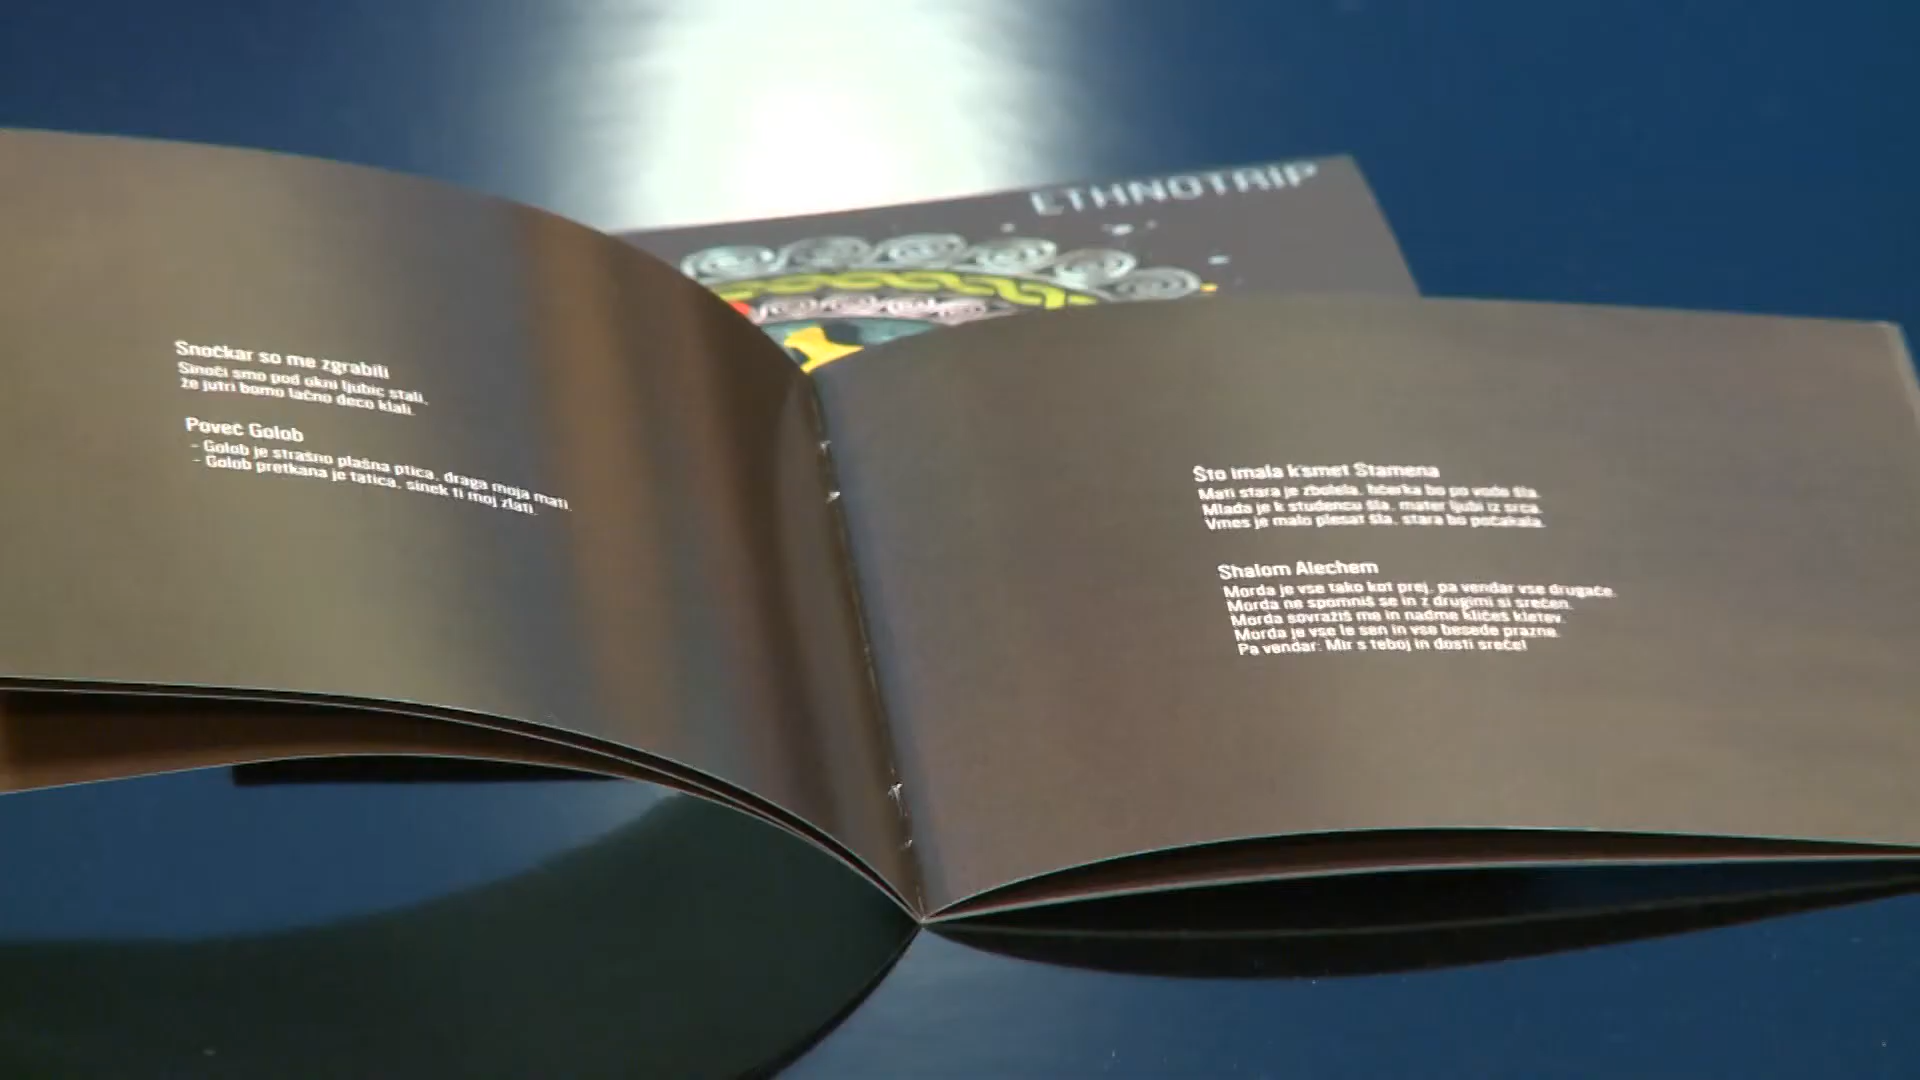 ETHNOTRIP
Snočkar so me zgrabili
Sinoči smo pod okni ljubic stali,
že jutri bomo lačno deco klali.
Povec Golob
- Golob je strašno plašna ptica, draga moja mati.
- Golob pretkana je tatica, sinek ti moj zlati.
Što imala k'smet Stamena
Mati stara je zbolela, hčerka bo po vodo šla.
Mlada je k studencu šla, mater ljubi iz srca.
Vmes je malo plesat šla, stara bo počakala.
Shalom Alechem
Morda je vse tako kot prej, pa vendar vse drugače.
Morda ne spomniš se in z drugimi si srečen.
Morda sovražiš me in nadme kličeš kletev.
Morda je vse le sen in vse besede prazne.
Pa vendar: Mir s teboj in dosti sreče!